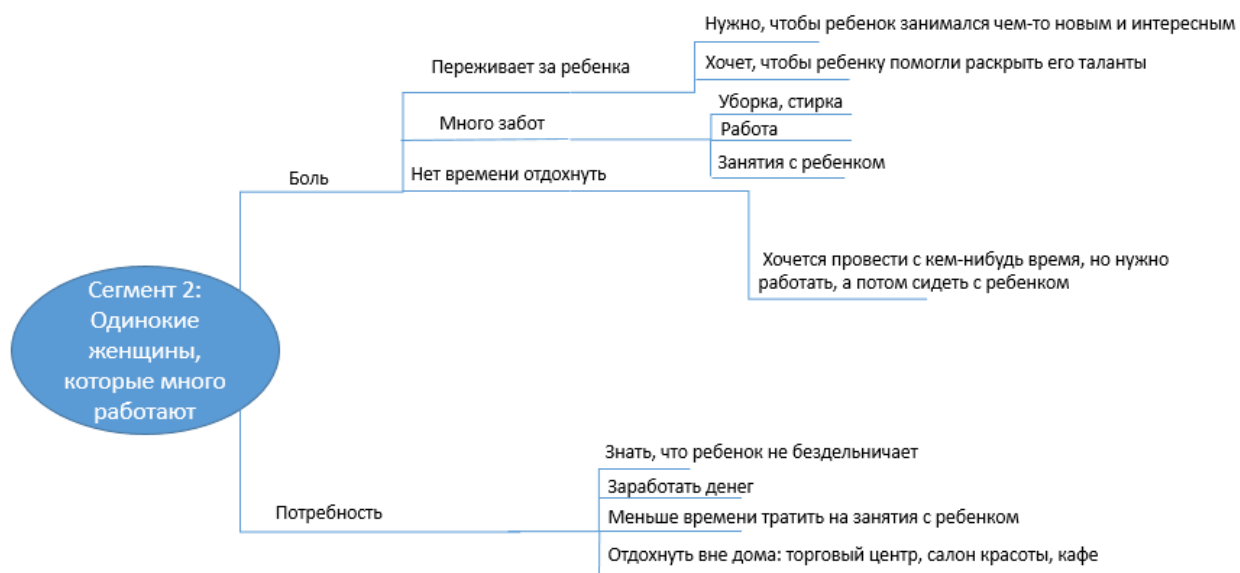 Нужно, чтобы ребенок занимался чем-то новым и интересным
Переживает за ребенка
Хочет, чтобы ребенку помогли раскрыть его таланты
Уборка, стирка
Много забот
Работа
Занятия с ребенком
Боль
Нет времени отдохнуть
Хочется провести с кем-нибудь время, но нужно
работать, а потом сидеть с ребенком
Сегмент 2:
Одинокие
женщины,
которые много
работают
Знать, что ребенок не бездельничает
Заработать денег
Потребность
Меньше времени тратить на занятия с ребенком
Отдохнуть вне дома: торговый центр, салон красоты, кафе